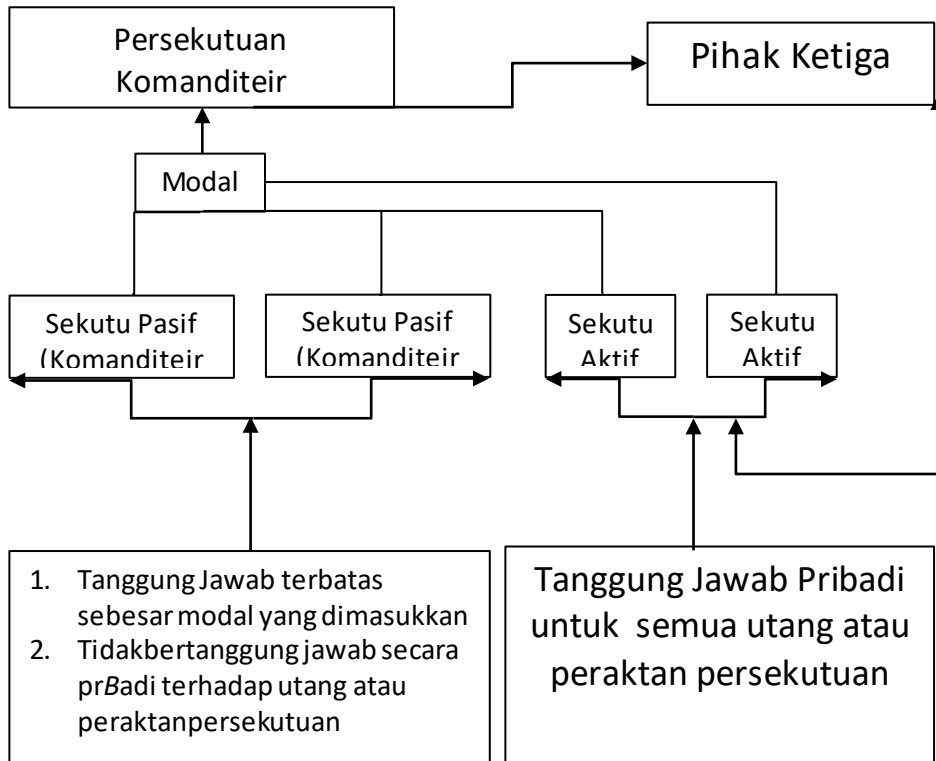 Persekutuan
Komanditeir
Pihak Ketiga
Modal
Sekutu Pasif
(Komanditeir
Sekutu Pasif
(Komanditeir
Sekutu
Aktif
Sekutu
Aktif
1. Tanggung Jawab terbatas
sebesar modal yang dimasukkan
2. Tidakbertanggung jawab secara
prBadi terhadap utang atau
peraktanpersekutuan
Tanggung Jawab Pribadi
untuk semua utang atau
peraktan persekutuan